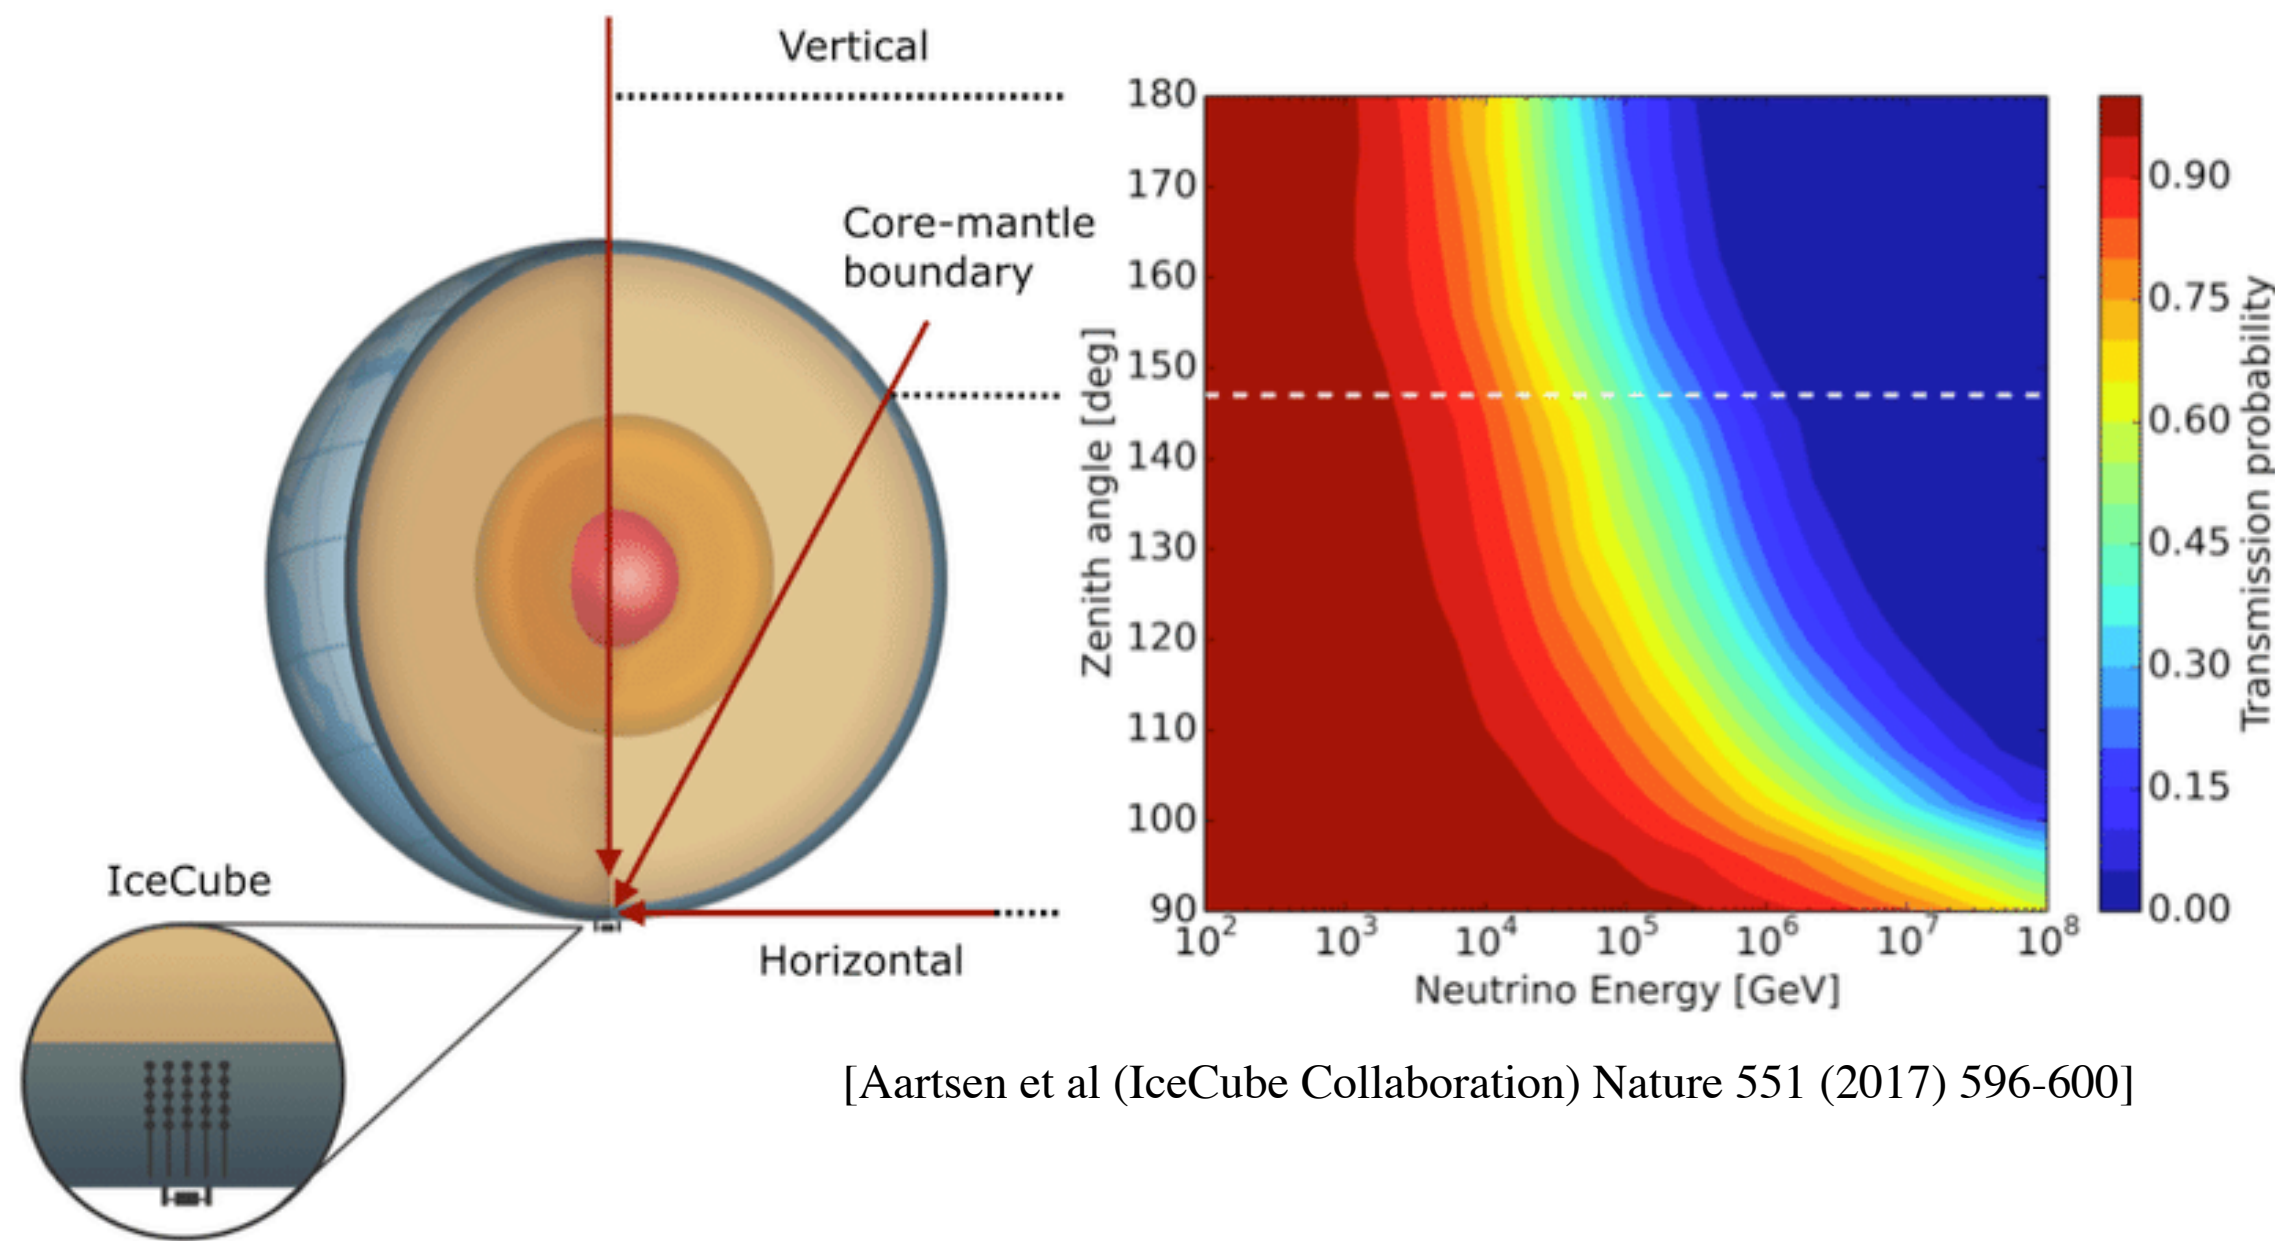 Vertical
Core-mantle
boundary
IceCube
Horizontal
Zenith angle [deg]
180
170
160
150
140
130
120
110
100
90
10²
10³
10⁴
10⁵
10⁶
10⁷
10⁸
Neutrino Energy [GeV]
0.90
0.75
0.60
0.45
0.30
0.15
0.00
Transmission probability
[Aartsen et al (IceCube Collaboration) Nature 551 (2017) 596-600]